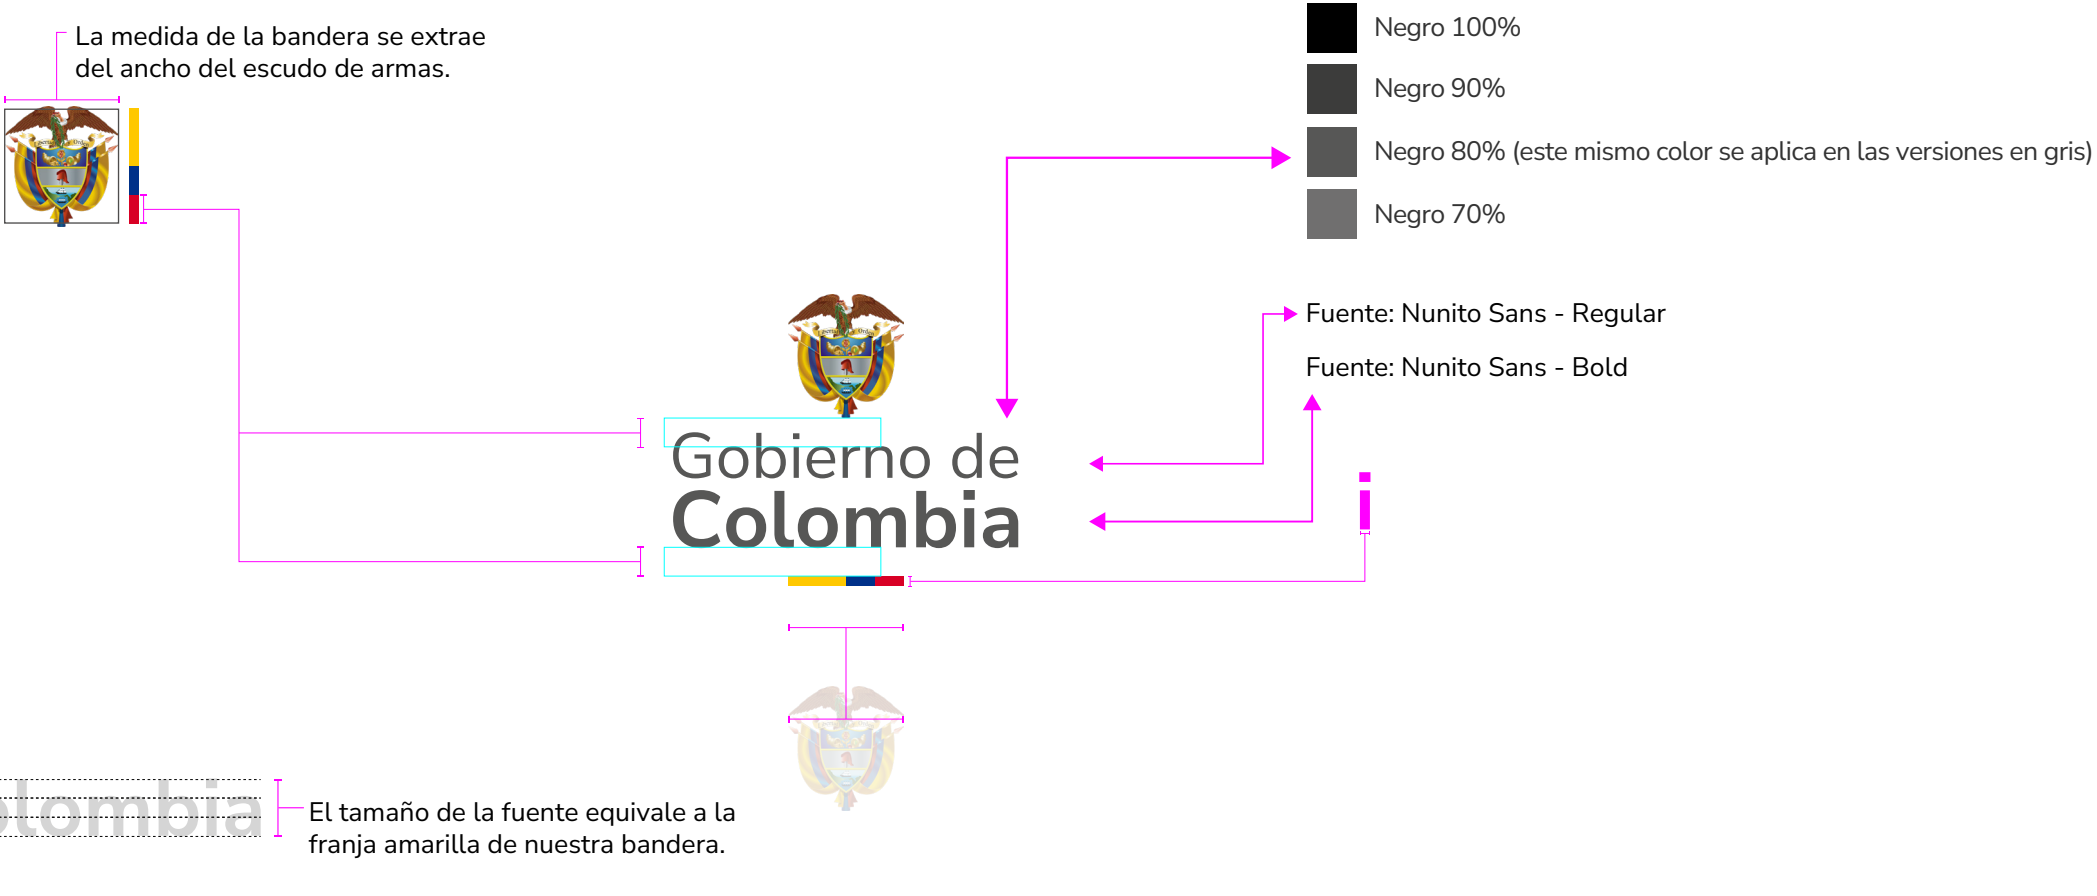 La medida de la bandera se extrae
del ancho del escudo de armas.
Negro 100%
Negro 90%
Negro 80% (este mismo color se aplica en las versiones en gris)
Negro 70%
Fuente: Nunito Sans - Regular
Fuente: Nunito Sans - Bold
Gobierno de
Colombia
i
olombia
El tamaño de la fuente equivale a la
franja amarilla de nuestra bandera.